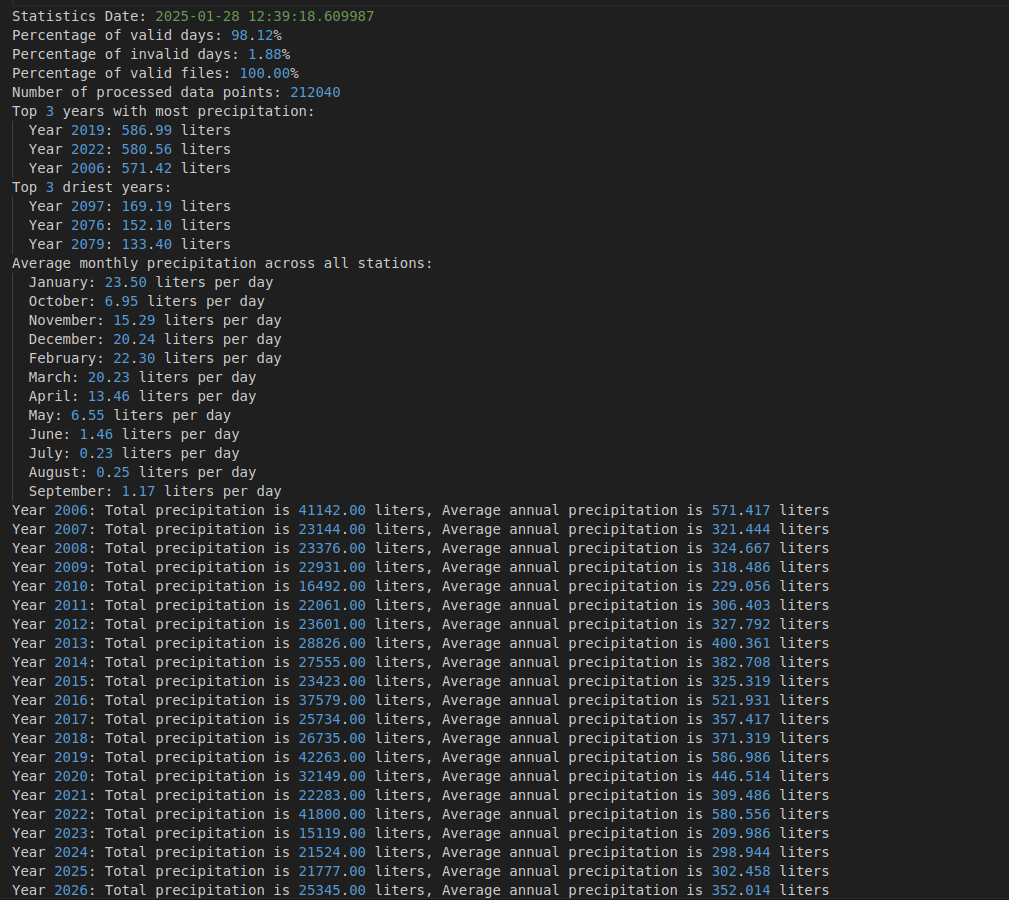 Statistics Date: 2025-01-28 12:39:18.609987
Percentage of valid days: 98.12%
Percentage of invalid days: 1.88%
Percentage of valid files: 100.00%
Number of processed data points: 212040
Top 3 years with most precipitation:
Year 2019: 586.99 liters
Year 2022: 580.56 liters
Year 2006: 571.42 liters
Top 3 driest years:
Year 2097: 169.19 liters
Year 2076: 152.10 liters
Year 2079: 133.40 liters
Average monthly precipitation across all stations:
January: 23.50 liters per day
October: 6.95 liters per day
November: 15.29 liters per day
December: 20.24 liters per day
February: 22.30 liters per day
March: 20.23 liters per day
April: 13.46 liters per day
May: 6.55 liters per day
June: 1.46 liters per day
July: 0.23 liters per day
August: 0.25 liters per day
September: 1.17 liters per day
Year 2006: Total precipitation is 41142.00 liters, Average annual precipitation is 571.417 liters
Year 2007: Total precipitation is 23144.00 liters, Average annual precipitation is 321.444 liters
Year 2008: Total precipitation is 23376.00 liters, Average annual precipitation is 324.667 liters
Year 2009: Total precipitation is 22931.00 liters, Average annual precipitation is 318.486 liters
Year 2010: Total precipitation is 16492.00 liters, Average annual precipitation is 229.056 liters
Year 2011: Total precipitation is 22061.00 liters, Average annual precipitation is 306.403 liters
Year 2012: Total precipitation is 23601.00 liters, Average annual precipitation is 327.792 liters
Year 2013: Total precipitation is 28826.00 liters, Average annual precipitation is 400.361 liters
Year 2014: Total precipitation is 27555.00 liters, Average annual precipitation is 382.708 liters
Year 2015: Total precipitation is 23423.00 liters, Average annual precipitation is 325.319 liters
Year 2016: Total precipitation is 37579.00 liters, Average annual precipitation is 521.931 liters
Year 2017: Total precipitation is 25734.00 liters, Average annual precipitation is 357.417 liters
Year 2018: Total precipitation is 26735.00 liters, Average annual precipitation is 371.319 liters
Year 2019: Total precipitation is 42263.00 liters, Average annual precipitation is 586.986 liters
Year 2020: Total precipitation is 32149.00 liters, Average annual precipitation is 446.514 liters
Year 2021: Total precipitation is 22283.00 liters, Average annual precipitation is 309.486 liters
Year 2022: Total precipitation is 41800.00 liters, Average annual precipitation is 580.556 liters
Year 2023: Total precipitation is 15119.00 liters, Average annual precipitation is 209.986 liters
Year 2024: Total precipitation is 21524.00 liters, Average annual precipitation is 298.944 liters
Year 2025: Total precipitation is 21777.00 liters, Average annual precipitation is 302.458 liters
Year 2026: Total precipitation is 25345.00 liters, Average annual precipitation is 352.014 liters